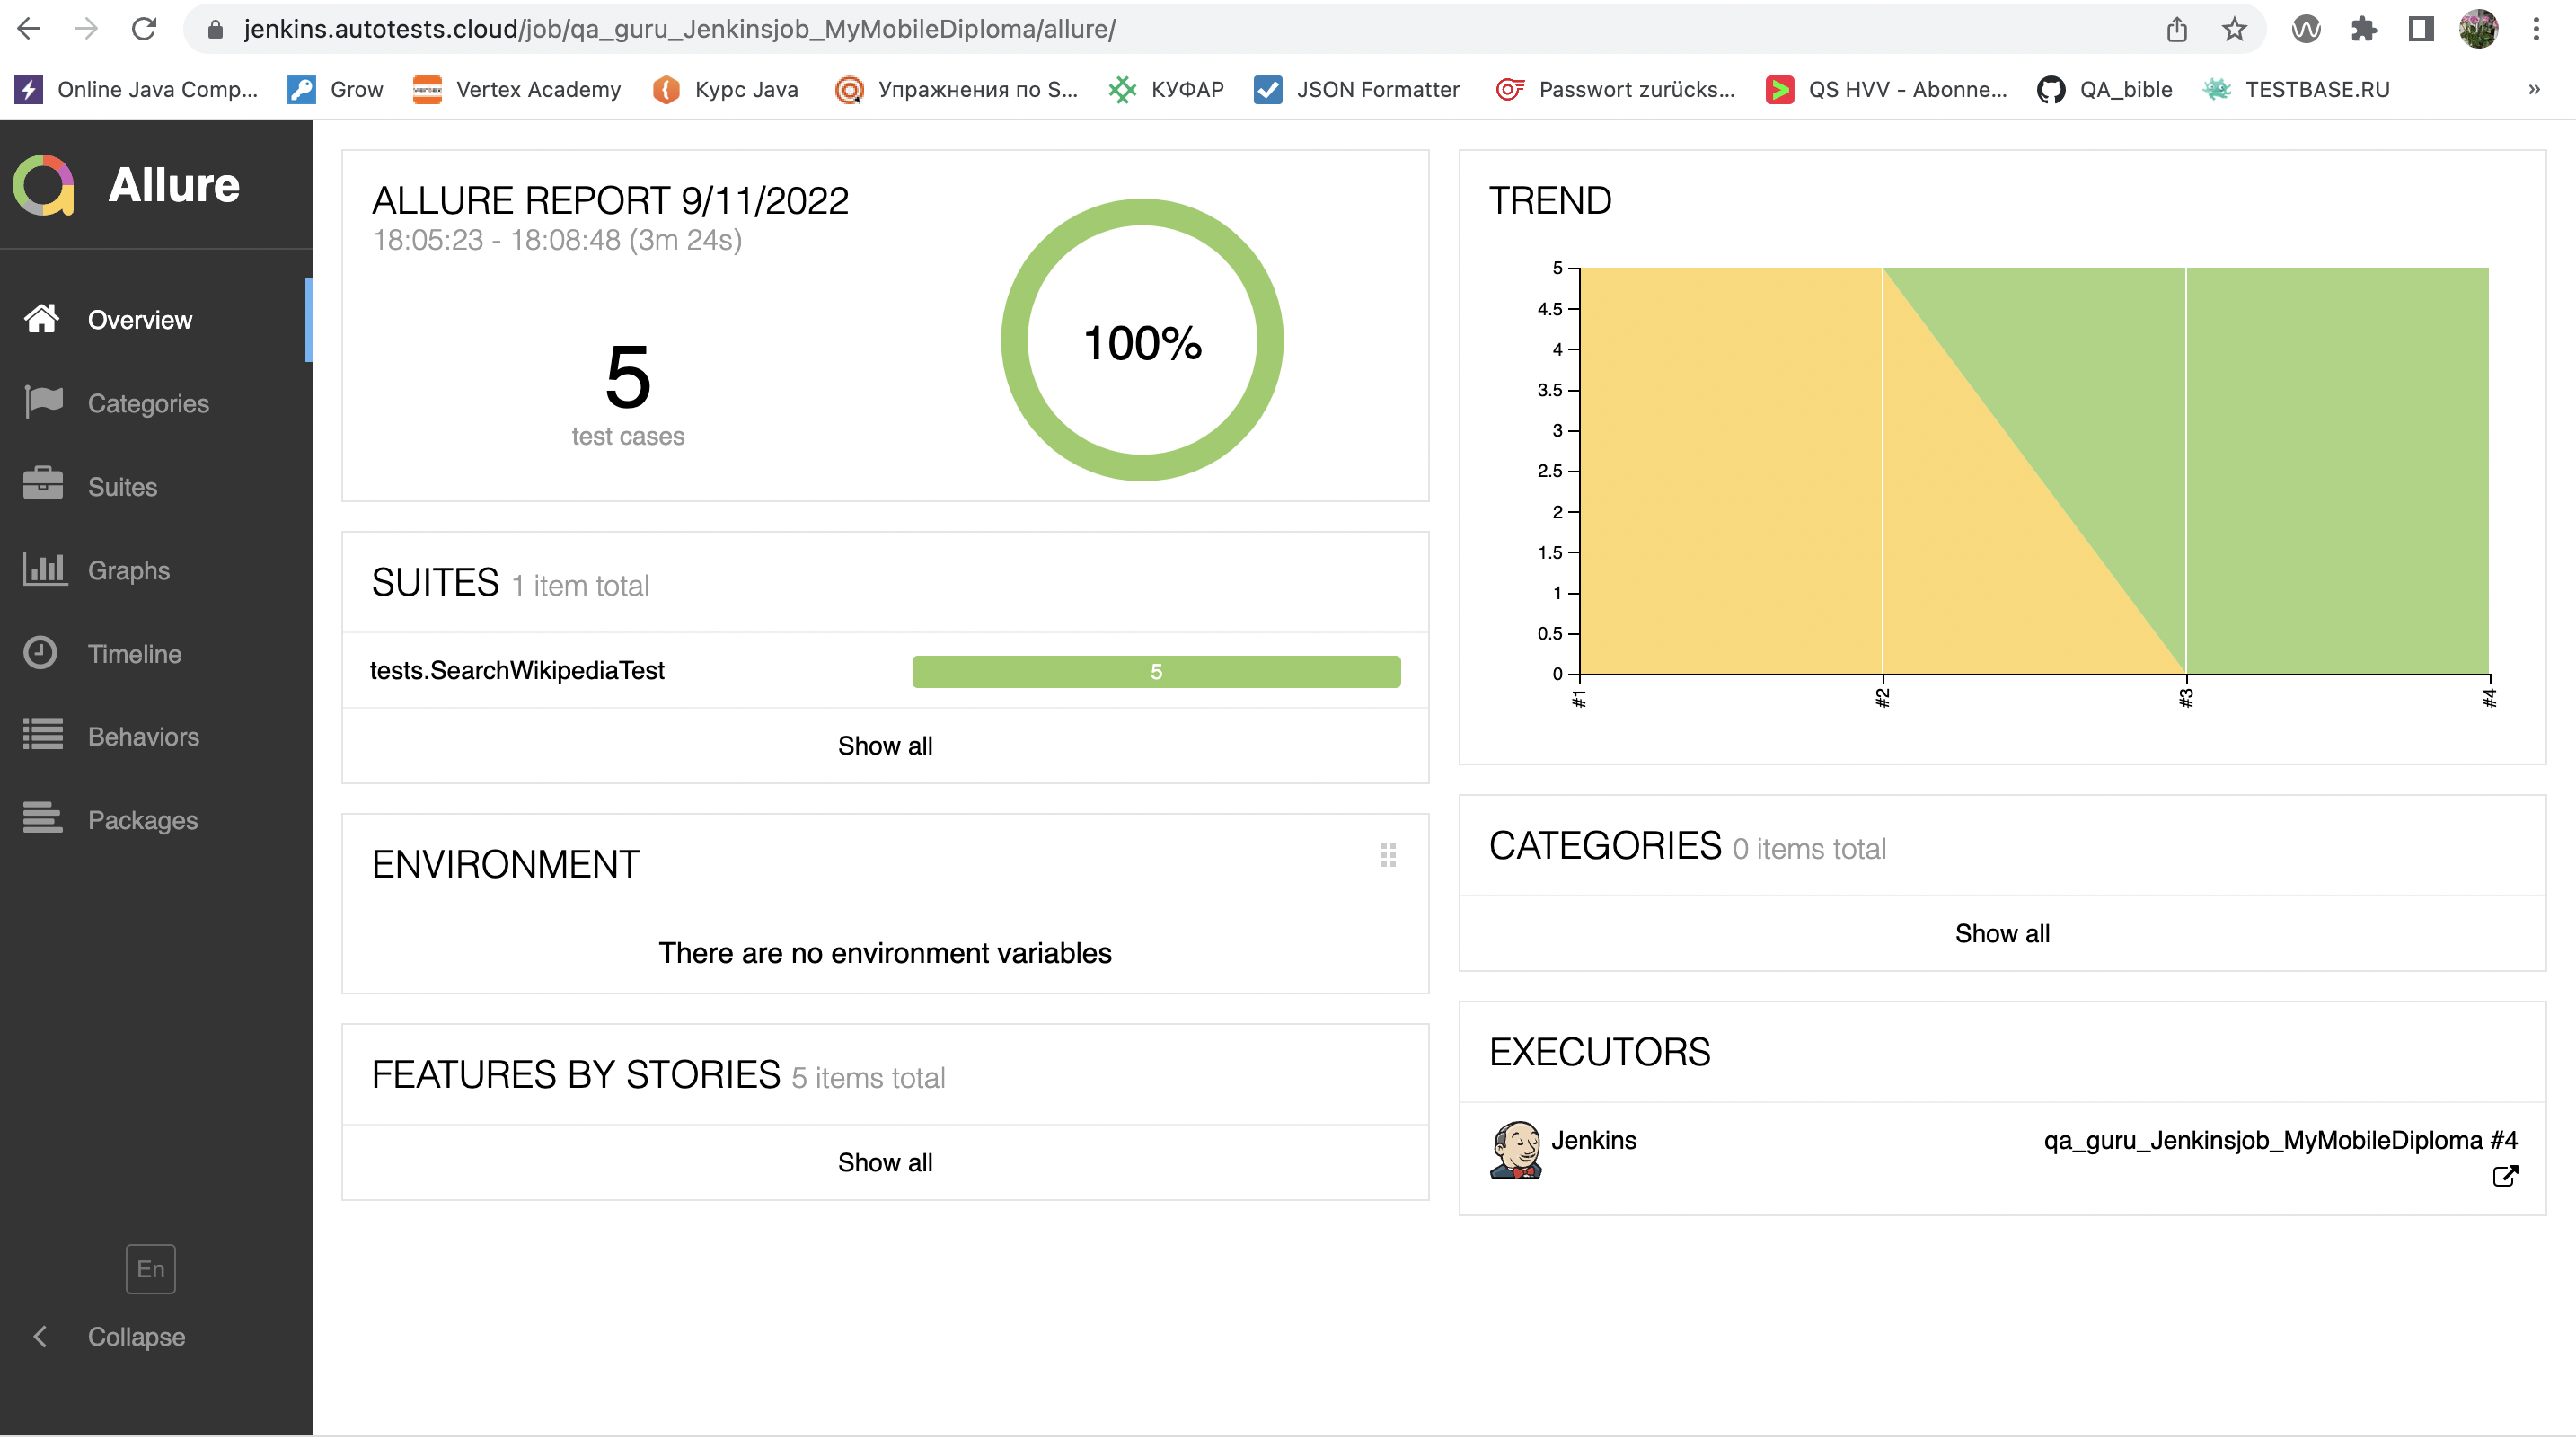 jenkins.autotests.cloud/job/qa_guru_Jenkinsjob_MyMobileDiploma/allure/
Online Java Comp... Grow Vertex Academy Курс Java Упражнения по S... КУФАР JSON Formatter Passwort zurücks... QS HVV - Abonne... QA_bible TESTBASE.RU »
Allure
Overview
Categories
Suites
Graphs
Timeline
Behaviors
Packages
En
Collapse
ALLURE REPORT 9/11/2022
18:05:23 - 18:08:48 (3m 24s)
5
test cases
100%
SUITES 1 item total
tests.SearchWikipediaTest 5
Show all
ENVIRONMENT
There are no environment variables
FEATURES BY STORIES 5 items total
Show all
TREND
5
4.5
4
3.5
3
2.5
2
1.5
1
0.5
0
#1 #2 #3 #4
CATEGORIES 0 items total
Show all
EXECUTORS
Jenkins qa_guru_Jenkinsjob_MyMobileDiploma #4